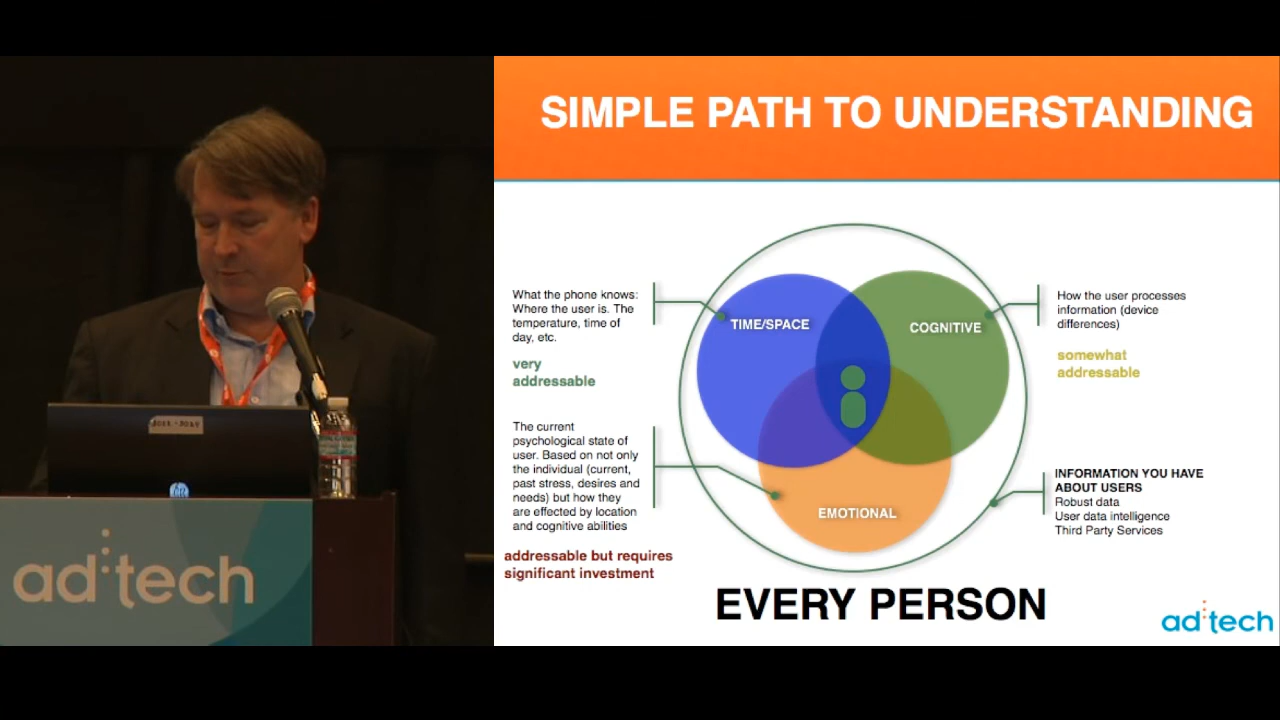 SIMPLE PATH TO UNDERSTANDING
What the phone knows:
Where the user is. The
temperature, time of
day, etc.
very
addressable
The current
psychological state of
user. Based on not only
the individual (current,
past stress, desires and
needs) but how they
are effected by location
and cognitive abilities
addressable but requires
significant investment
TIME/SPACE
COGNITIVE
EMOTIONAL
How the user processes
information (device
differences)
somewhat
addressable
INFORMATION YOU HAVE
ABOUT USERS
Robust data
User data intelligence
Third Party Services
EVERY PERSON
ad:tech
ad:tech